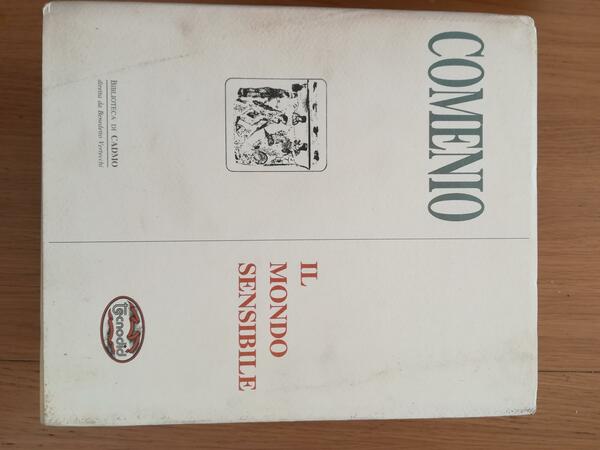 COMENIO
IL
MONDO
SENSIBILE
BIBLIOTECA DI CADMO
diretta da Benedetto Vertecchi
tecnodid